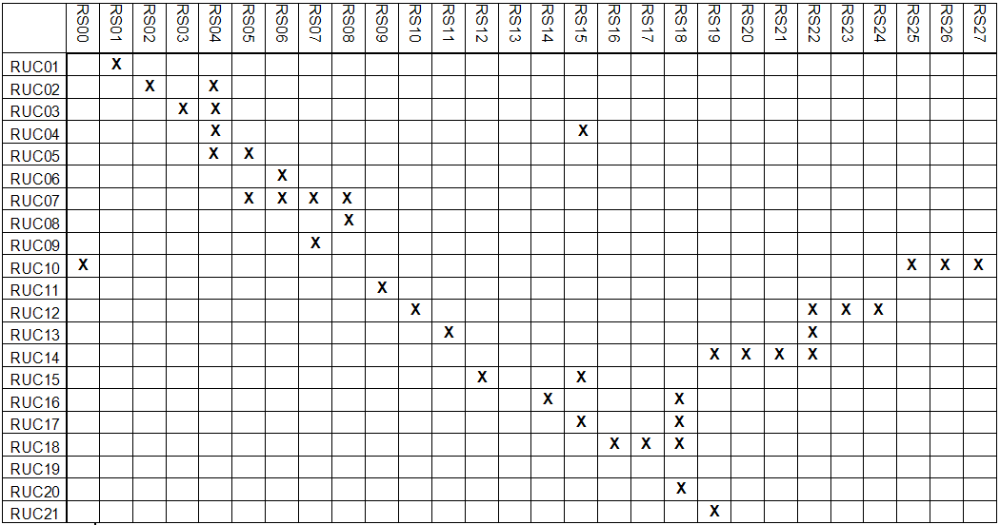 RS00 RS01 RS02 RS03 RS04 RS05 RS06 RS07 RS08 RS09 RS10 RS11 RS12 RS13 RS14 RS15 RS16 RS17 RS18 RS19 RS20 RS21 RS22 RS23 RS24 RS25 RS26 RS27
RUC01 X
RUC02 X X
RUC03 X X
RUC04 X X
RUC05 X X
RUC06 X
RUC07 X X X X
RUC08 X
RUC09 X
RUC10 X X X X
RUC11 X
RUC12 X X X X
RUC13 X X
RUC14 X X X X
RUC15 X X
RUC16 X X
RUC17 X X
RUC18 X X X
RUC19
RUC20 X
RUC21 X